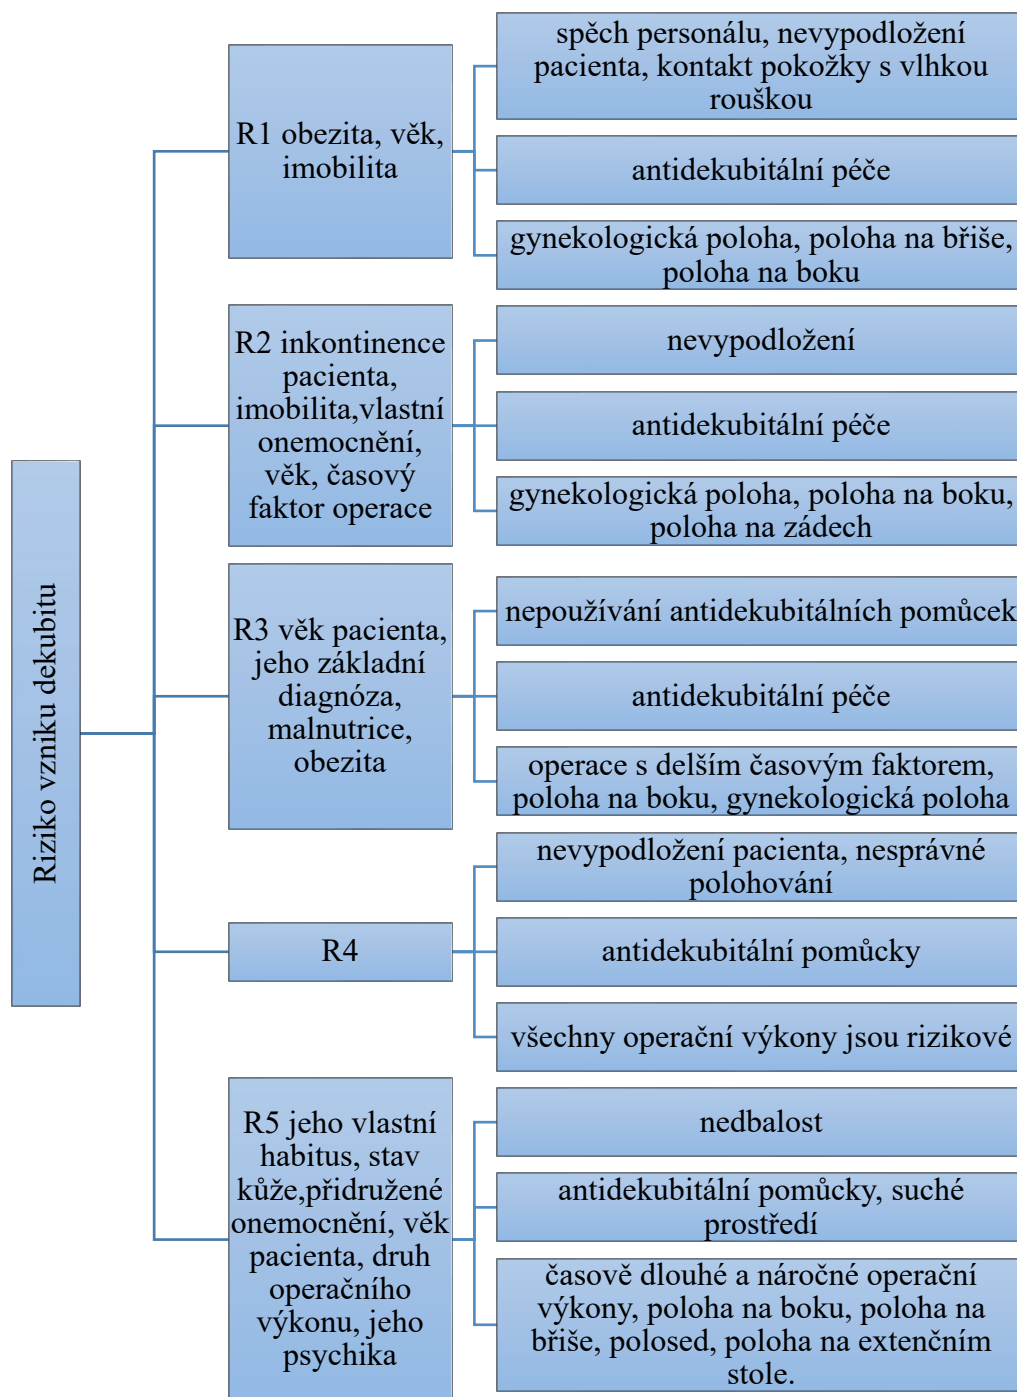 Riziko vzniku dekubitu
R1 obezita, věk,
imobilita
spěch personálu, nevypodložení
pacienta, kontakt pokožky s vlhkou
rouškou
antidekubitální péče
gynekologická poloha, poloha na břiše,
poloha na boku
R2 inkontinence
pacienta,
imobilita,vlastní
onemocnění,
věk, časový
faktor operace
nevypodložení
antidekubitální péče
gynekologická poloha, poloha na boku,
poloha na zádech
R3 věk pacienta,
jeho základní
diagnóza,
malnutrice,
obezita
nepoužívání antidekubitálních pomůcek
antidekubitální péče
operace s delším časovým faktorem,
poloha na boku, gynekologická poloha
R4
nevypodložení pacienta, nesprávné
polohování
antidekubitální pomůcky
všechny operační výkony jsou rizikové
R5 jeho vlastní
habitus, stav
kůže,přidružené
onemocnění, věk
pacienta, druh
operačního
výkonu, jeho
psychika
nedbalost
antidekubitální pomůcky, suché
prostředí
časově dlouhé a náročné operační
výkony, poloha na boku, poloha na
břiše, polosed, poloha na extenčním
stole.